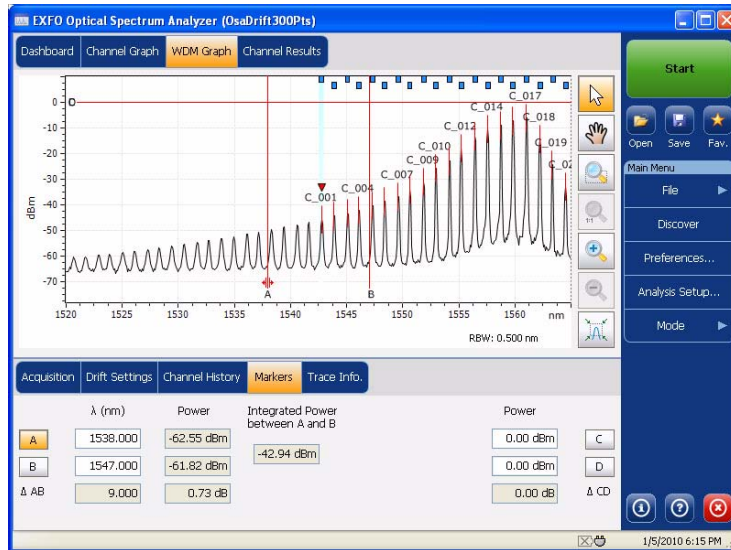 EXFO Optical Spectrum Analyzer (OsaDrift300Pts)
Dashboard Channel Graph WDM Graph Channel Results
Start
Open Save Fav.
Main Menu
File
Discover
Preferences...
Analysis Setup...
Mode
dBm
0
-10
-20
-30
-40
-50
-60
-70
C_001 C_004 C_007 C_009 C_010 C_012 C_014 C_017 C_018 C_019
A B
1520 1525 1530 1535 1540 1545 1550 1555 1560 nm
RBW: 0.500 nm
1:1
Acquisition Drift Settings Channel History Markers Trace Info.
λ (nm) Power Integrated Power between A and B Power
A 1538.000 -62.55 dBm -42.94 dBm 0.00 dBm C
B 1547.000 -61.82 dBm 0.00 dBm D
Δ AB 9.000 0.73 dB 0.00 dB Δ CD
1/5/2010 6:15 PM